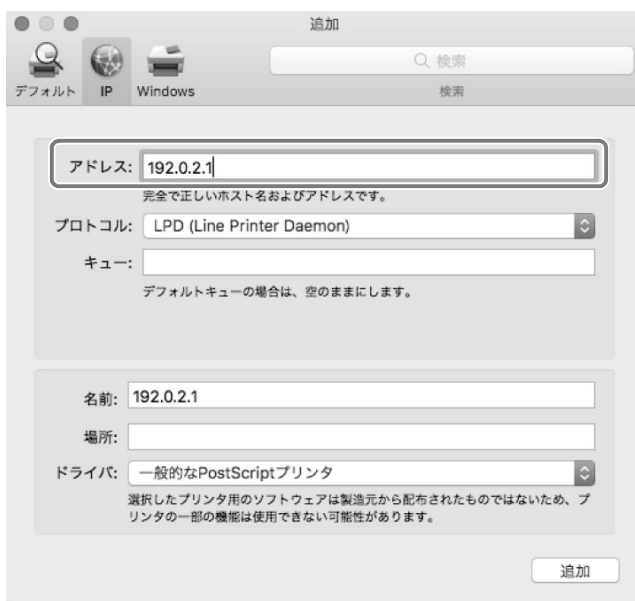 追加
検索
デフォルト IP Windows 検索
アドレス: 192.0.2.1
完全で正しいホスト名およびアドレスです。
プロトコル: LPD (Line Printer Daemon)
キュー:
デフォルトキューの場合は、空のままにします。
名前: 192.0.2.1
場所:
ドライバ: 一般的なPostScriptプリンタ
選択したプリンタ用のソフトウェアは製造元から配布されたものではないため、プ
リンタの一部の機能は使用できない可能性があります。
追加